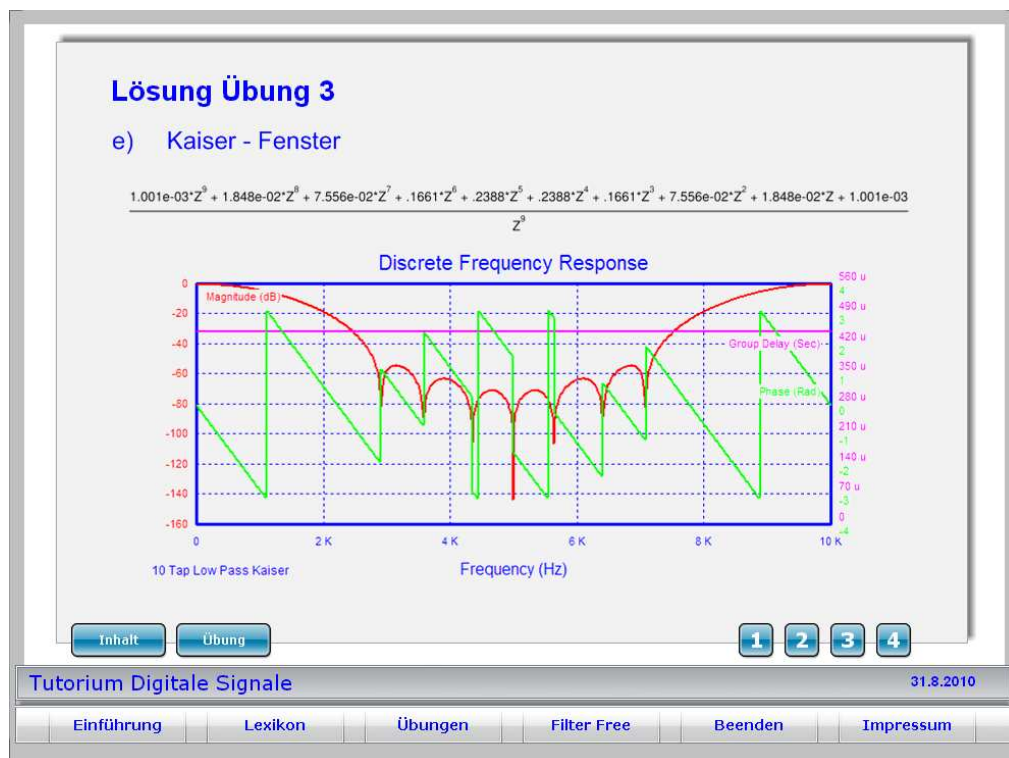 Lösung Übung 3
e) Kaiser - Fenster
1.001e-03*Z^9 + 1.848e-02*Z^8 + 7.556e-02*Z^7 + .1661*Z^6 + .2388*Z^5 + .2388*Z^4 + .1661*Z^3 + 7.556e-02*Z^2 + 1.848e-02*Z + 1.001e-03
Z^9
Discrete Frequency Response
Magnitude (dB)
Group Delay (Sec)
Phase (Rad)
0
-20
-40
-60
-80
-100
-120
-140
-160
560 u
4
490 u
3
420 u
2
350 u
1
280 u
0
210 u
-1
140 u
-2
70 u
-3
0
-4
0 2 K 4 K 6 K 8 K 10 K
10 Tap Low Pass Kaiser
Frequency (Hz)
Inhalt Übung 1 2 3 4
Tutorium Digitale Signale 31.8.2010
Einführung Lexikon Übungen Filter Free Beenden Impressum